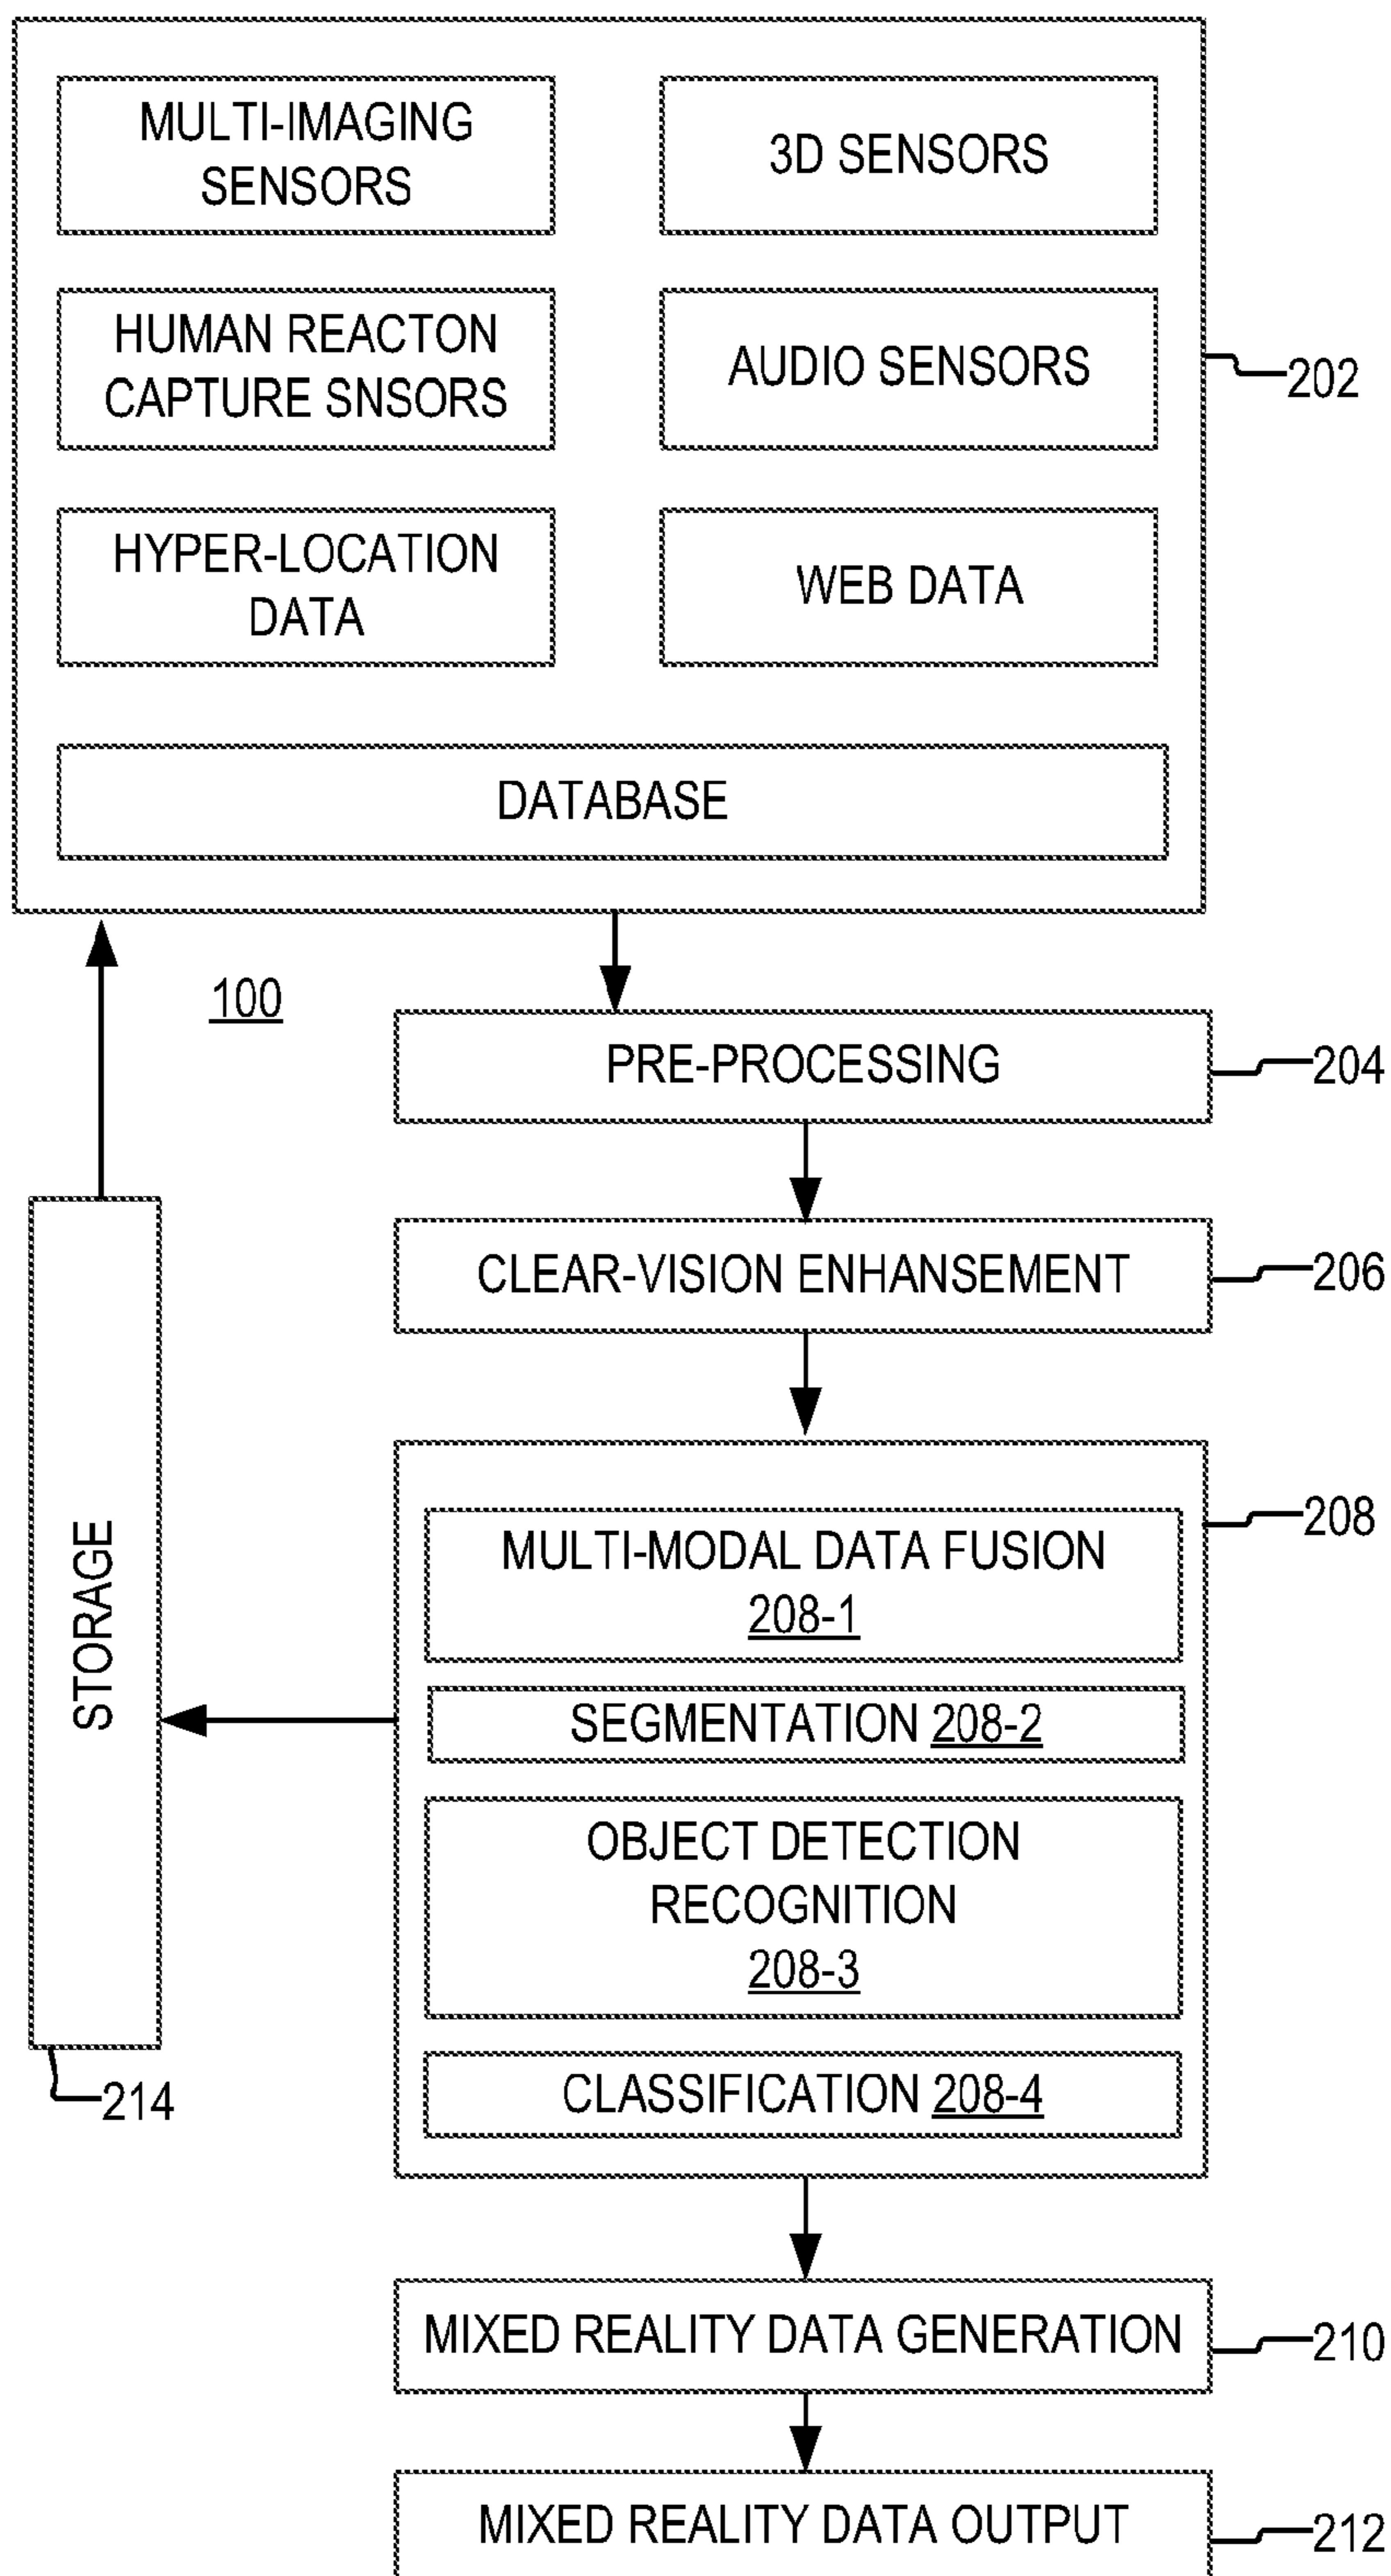 MULTI-IMAGING
SENSORS
3D SENSORS
HUMAN REACTON
CAPTURE SNSORS
AUDIO SENSORS
202
HYPER-LOCATION
DATA
WEB DATA
DATABASE
100
PRE-PROCESSING
204
CLEAR-VISION ENHANSEMENT
206
STORAGE
214
208
MULTI-MODAL DATA FUSION
208-1
SEGMENTATION 208-2
OBJECT DETECTION
RECOGNITION
208-3
CLASSIFICATION 208-4
MIXED REALITY DATA GENERATION
210
MIXED REALITY DATA OUTPUT
212